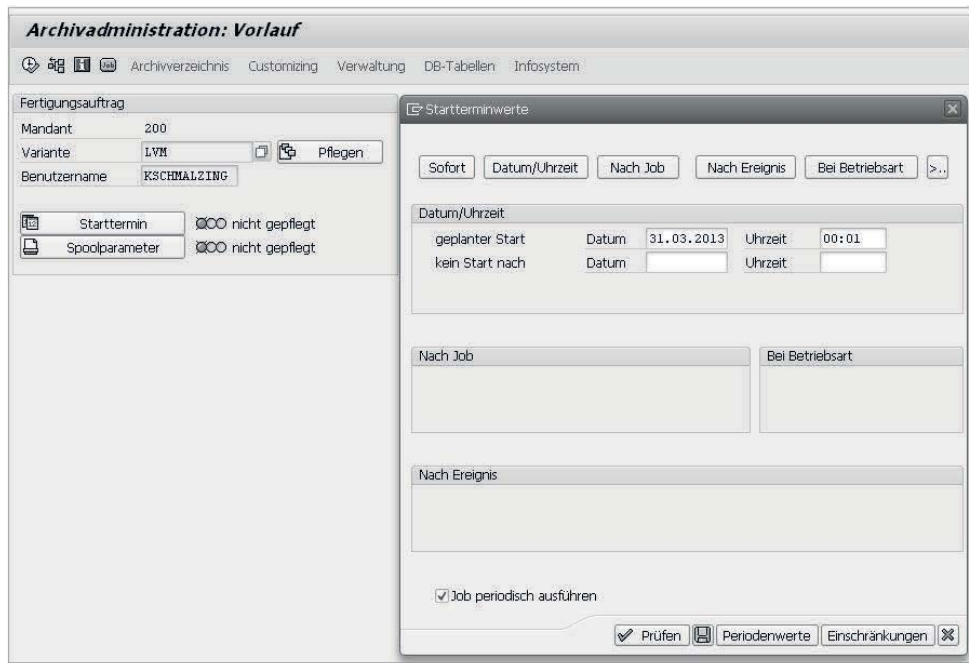 Archivadministration: Vorlauf
Job Archivverzeichnis Customizing Verwaltung DB-Tabellen Infosystem
Fertigungsauftrag
Mandant 200
Variante LVM Pflegen
Benutzername KSCHMALZING
Starttermin nicht gepflegt
Spoolparameter nicht gepflegt
Startterminwerte
Sofort Datum/Uhrzeit Nach Job Nach Ereignis Bei Betriebsart >..
Datum/Uhrzeit
geplanter Start Datum 31.03.2013 Uhrzeit 00:01
kein Start nach Datum Uhrzeit
Nach Job Bei Betriebsart
Nach Ereignis
Job periodisch ausführen
Prüfen Periodenwerte Einschränkungen